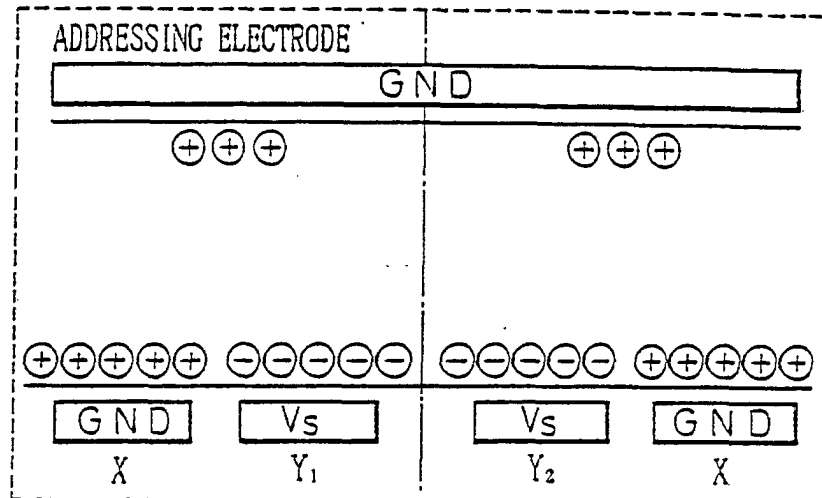 ADDRESSING ELECTRODE
GND
⊕⊕⊕ ⊕⊕⊕
⊕⊕⊕⊕⊕ ⊖⊖⊖⊖⊖ ⊖⊖⊖⊖⊖ ⊕⊕⊕⊕⊕
GND Vs Vs GND
X Y₁ Y₂ X